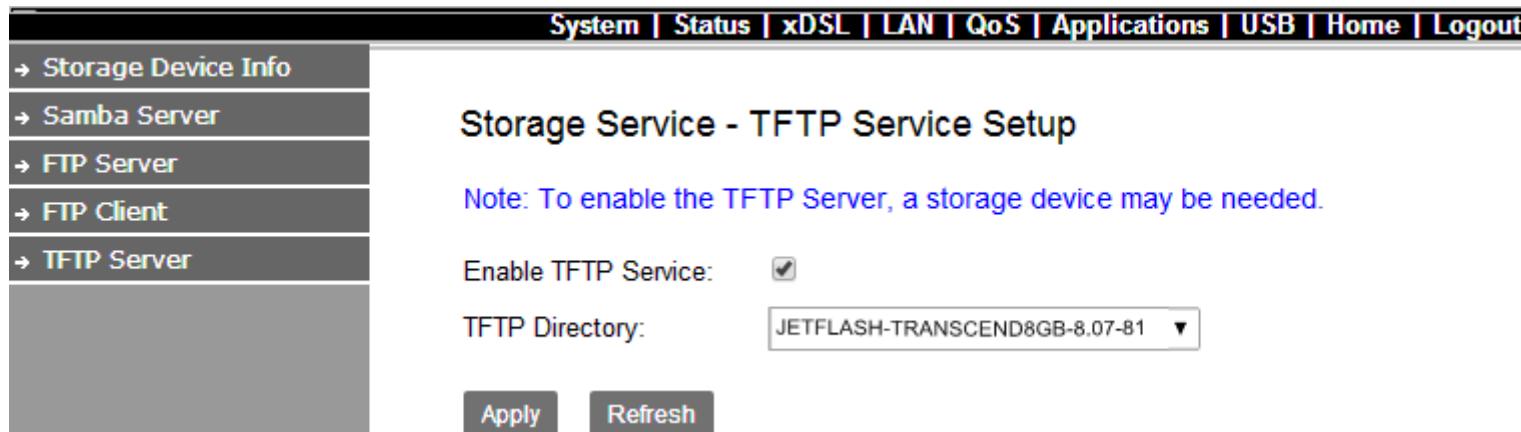 System | Status | xDSL | LAN | QoS | Applications | USB | Home | Logout
Storage Device Info
Samba Server
FTP Server
FTP Client
TFTP Server
Storage Service - TFTP Service Setup
Note: To enable the TFTP Server, a storage device may be needed.
Enable TFTP Service:
TFTP Directory: JETFLASH-TRANSCEND8GB-8.07-81
Apply Refresh